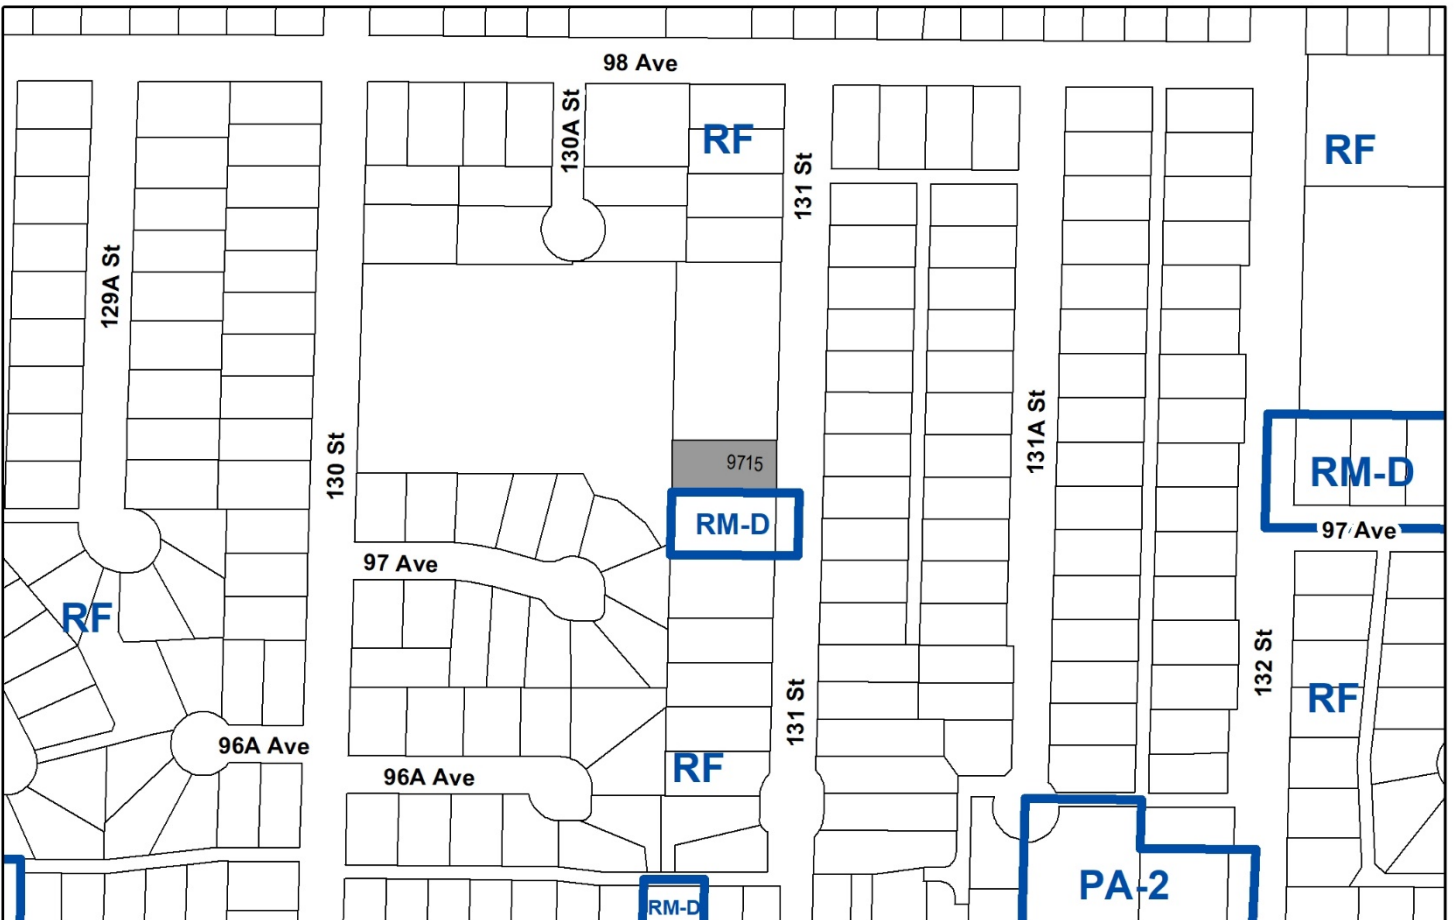 98 Ave
130A St
RF
RF
131 St
129A St
131A St
130 St
9715
RM-D
RM-D
97 Ave
97 Ave
RF
132 St
RF
131 St
96A Ave
RF
96A Ave
PA-2
RM-D